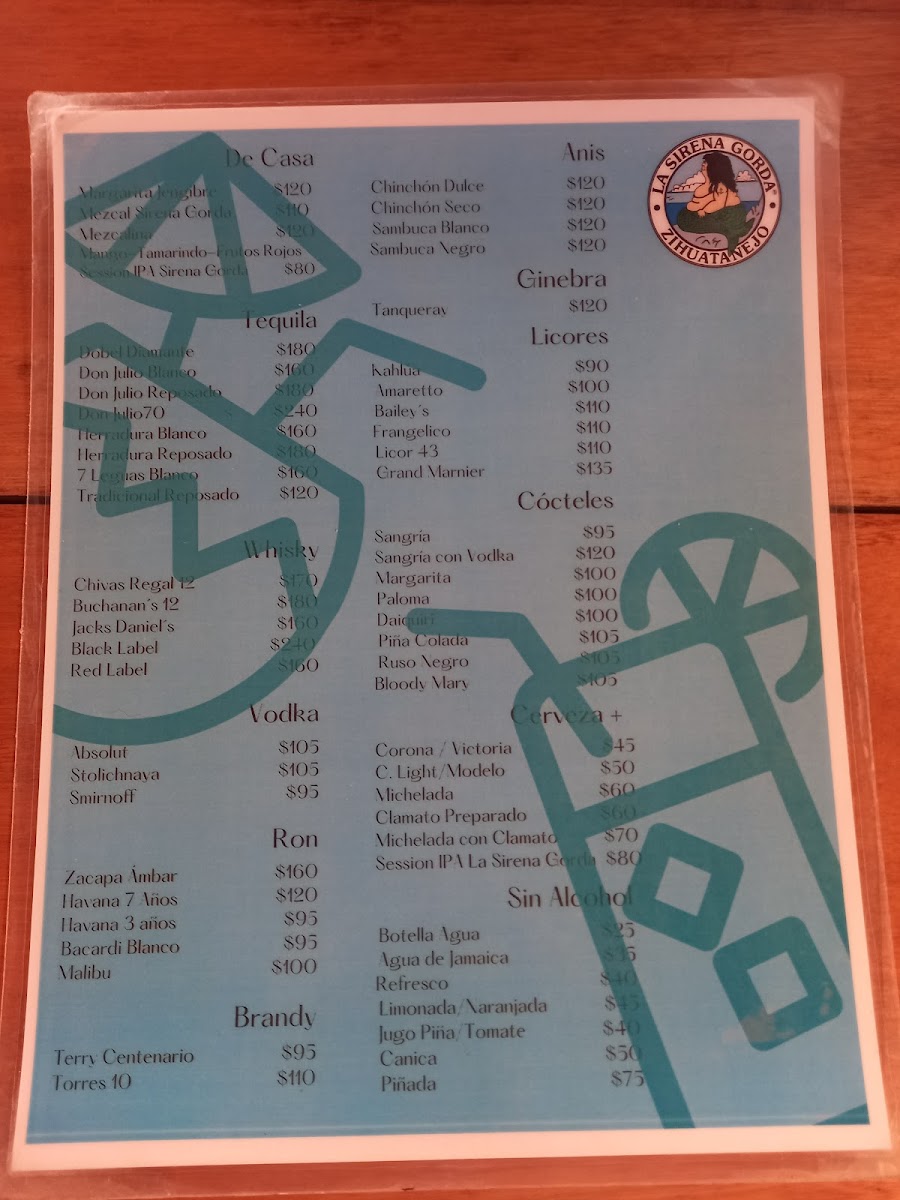 De Casa
Margarita Jengibre $120
Mezcal Sirena Gorda $110
Mezcalina $120
Mango-Tamarindo-Frutos Rojos
Session IPA Sirena Gorda $80
Tequila
Dobel Diamante $180
Don Julio Blanco $160
Don Julio Reposado $180
Don Julio70 $240
Herradura Blanco $160
Herradura Reposado $180
7 Leguas Blanco $160
Tradicional Reposado $120
Whisky
Chivas Regal 12 $170
Buchanan's 12 $180
Jacks Daniel's $160
Black Label $240
Red Label $160
Vodka
Absolut $105
Stolichnaya $105
Smirnoff $95
Ron
Zacapa Ámbar $160
Havana 7 Años $120
Havana 3 años $95
Bacardi Blanco $95
Malibu $100
Brandy
Terry Centenario $95
Torres 10 $110
Anis
Chinchón Dulce $120
Chinchón Seco $120
Sambuca Blanco $120
Sambuca Negro $120
Ginebra
Tanqueray $120
Licores
Kahlua $90
Amaretto $100
Bailey´s $110
Frangelico $110
Licor 43 $110
Grand Marnier $135
Cócteles
Sangría $95
Sangría con Vodka $120
Margarita $100
Paloma $100
Daiquirí $100
Piña Colada $105
Ruso Negro $105
Bloody Mary $105
Cerveza +
Corona / Victoria $45
C. Light/Modelo $50
Michelada $60
Clamato Preparado $60
Michelada con Clamato $70
Session IPA La Sirena Gorda $80
Sin Alcohol
Botella Agua $25
Agua de Jamaica $35
Refresco $40
Limonada/Naranjada $45
Jugo Piña/Tomate $40
Canica $50
Piñada $75
LA SIRENA GORDA®
ZIHUATANEJO